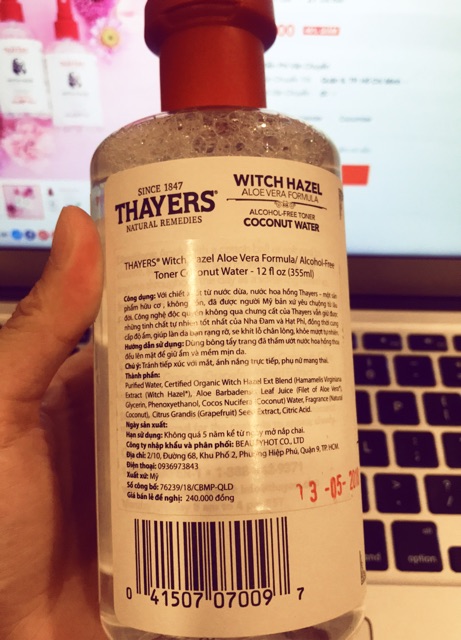 SINCE 1847
THAYERS®
NATURAL REMEDIES
WITCH HAZEL
ALOE VERA FORMULA
ALCOHOL-FREE TONER
COCONUT WATER
THAYERS® Witch Hazel Aloe Vera Formula/ Alcohol-Free
Toner Coconut Water - 12 fl oz (355ml)
Công dụng: Với chiết xuất từ nước dừa, nước hoa hồng Thayers - một sản
phẩm hữu cơ, không cồn, đã được người Mỹ bản xứ yêu chuộng từ lâu
đời. Công nghệ độc quyền không qua chưng cất của Thayers vẫn giữ được
những tinh chất tự nhiên tốt nhất của Nha Đam và Hạt Phỉ, đồng thời cung
cấp độ ẩm, giúp làn da bạn rạng rỡ, se khít lỗ chân lông, khỏe mượt tự nhiên.
Hướng dẫn sử dụng: Dùng bông tẩy trang đã thấm ướt nước hoa hồng thoa
đều lên mặt để giữ ẩm và mềm mịn da.
Chú ý: Tránh tiếp xúc với mắt, ánh nắng trực tiếp, phụ nữ mang thai.
Thành phần:
Purified Water, Certified Organic Witch Hazel Ext Blend (Hamamelis Virginiana
Extract (Witch Hazel*), Aloe Barbadensis Leaf Juice (Filet of Aloe Vera*),
Glycerin, Phenoxyethanol, Cocos Nucifera (Coconut) Water, Fragrance (Natural
Coconut), Citrus Grandis (Grapefruit) Seed Extract, Citric Acid.
Ngày sản xuất:
Hạn sử dụng: Không quá 5 năm kể từ ngày mở nắp chai.
Công ty nhập khẩu và phân phối: BEAUTYHOT CO., LTD
Địa chỉ: 2/10, Đường 68, Khu Phố 2, Phường Hiệp Phú, Quận 9, TP. HCM.
Điện thoại: 0936973843
Xuất xứ: Mỹ
Số công bố: 76239/18/CBMP-QLD
Giá bán lẻ đề nghị: 240.000 đồng
13 -05-
0 41507 07009 7
option